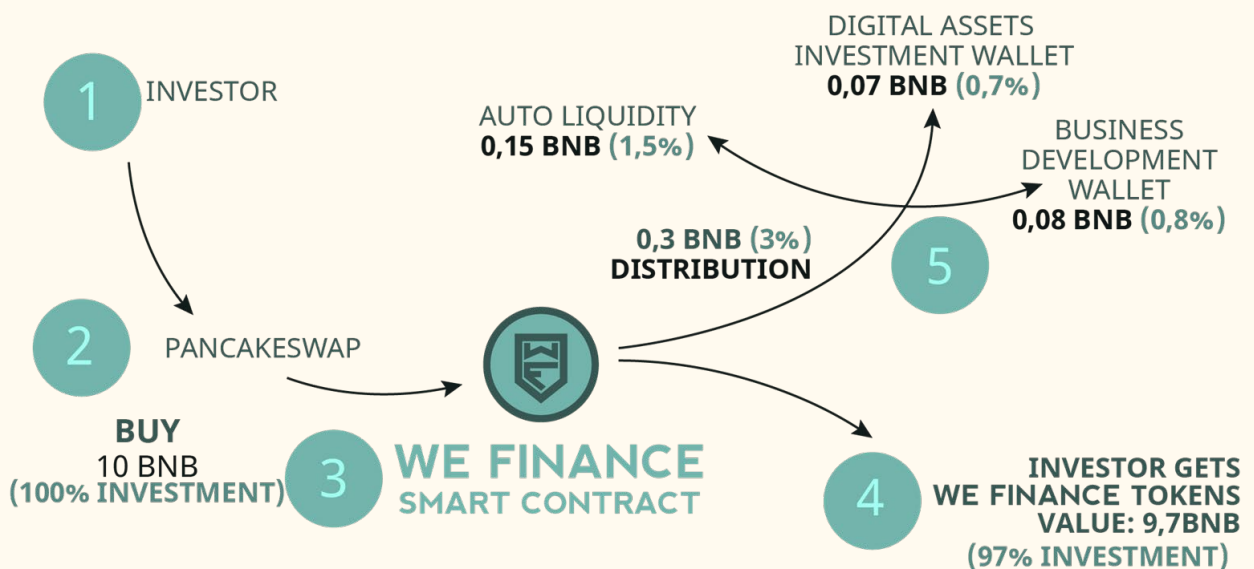 1
INVESTOR
2
PANCAKESWAP
BUY
10 BNB
(100% INVESTMENT)
3
WE FINANCE
SMART CONTRACT
4
INVESTOR GETS
WE FINANCE TOKENS
VALUE: 9,7BNB
(97% INVESTMENT)
5
0,3 BNB (3%)
DISTRIBUTION
AUTO LIQUIDITY
0,15 BNB (1,5%)
DIGITAL ASSETS
INVESTMENT WALLET
0,07 BNB (0,7%)
BUSINESS
DEVELOPMENT
WALLET
0,08 BNB (0,8%)